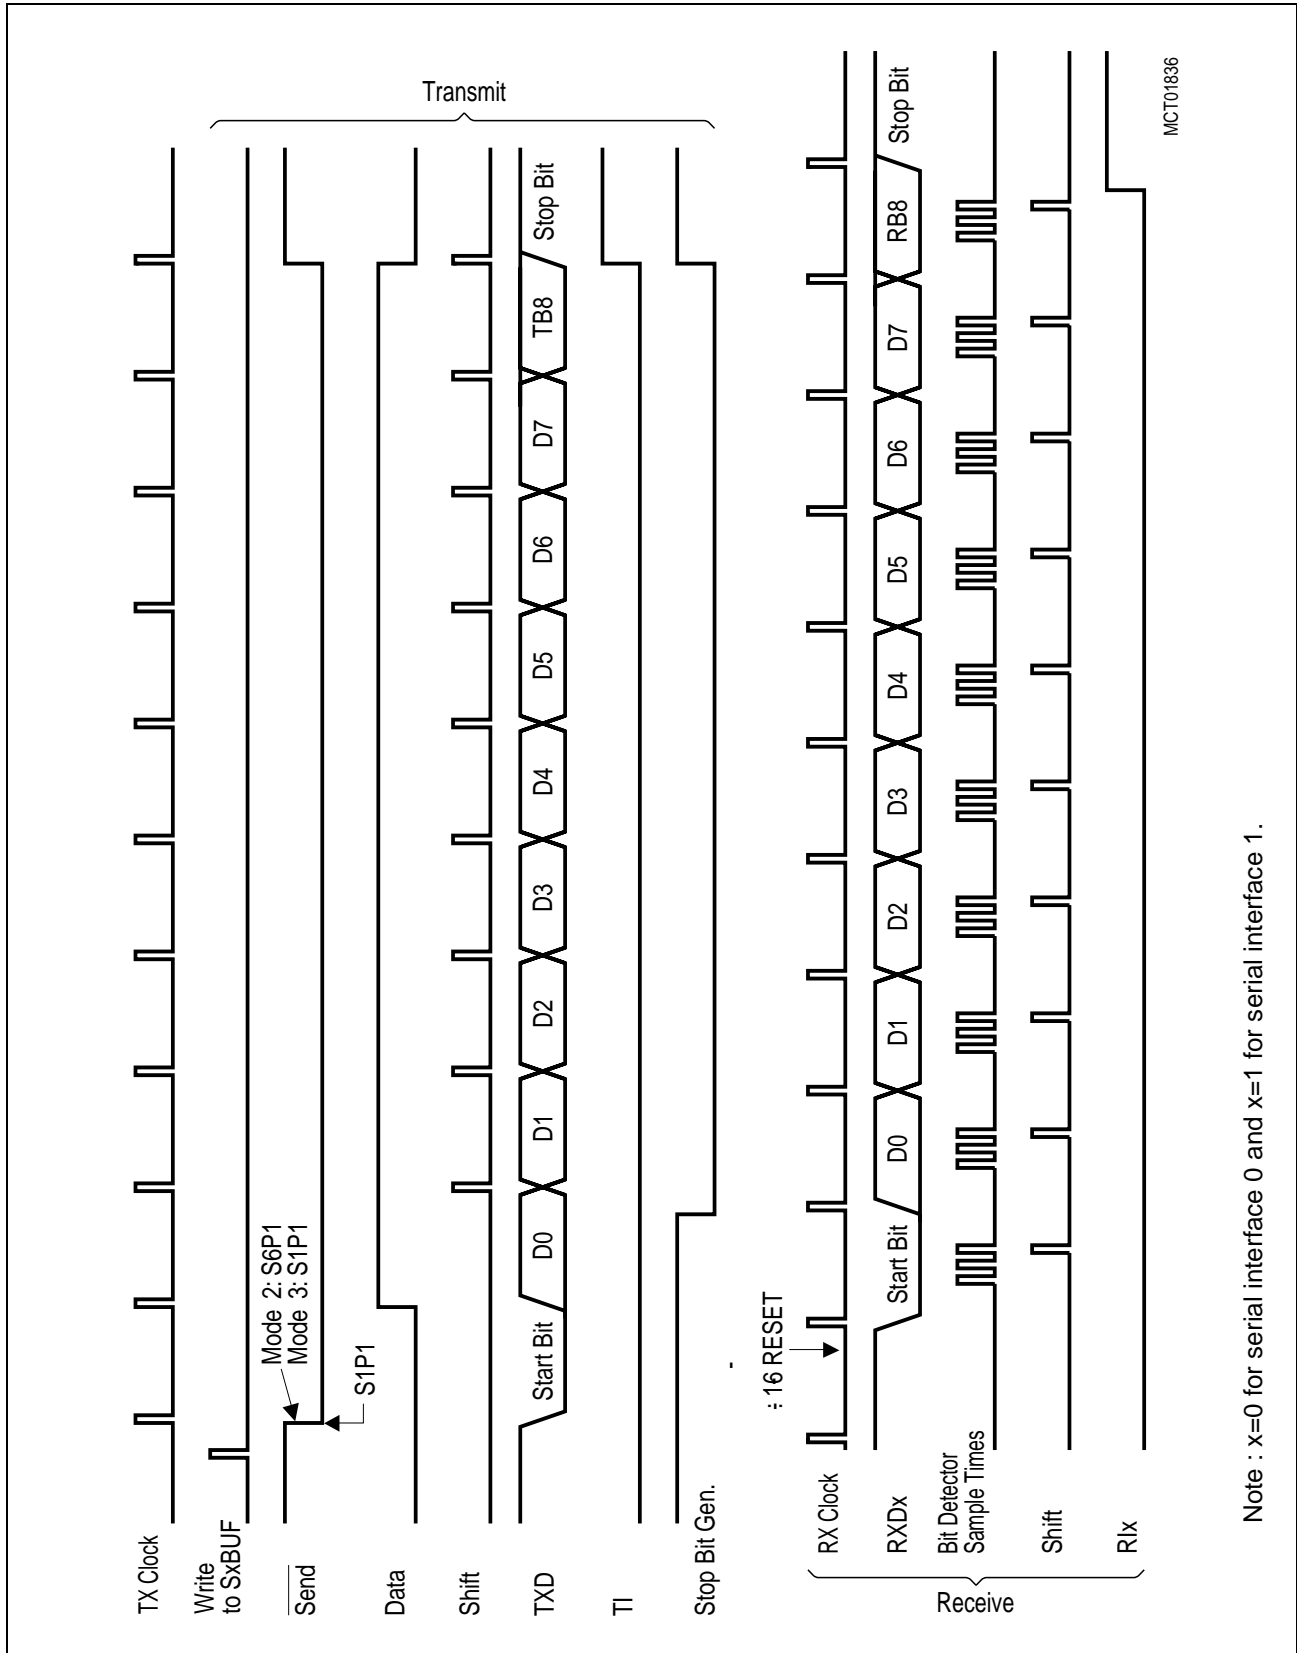 Transmit
TX Clock
Write
to SxBUF
Mode 2: S6P1
Mode 3: S1P1
Send
S1P1
Data
Shift
TXD
Start Bit D0 D1 D2 D3 D4 D5 D6 D7 TB8 Stop Bit
TI
Stop Bit Gen.
÷ 16 RESET
RX Clock
RXDx
Start Bit D0 D1 D2 D3 D4 D5 D6 D7 RB8 Stop Bit
Bit Detector
Sample Times
Shift
RIx
Receive
MCT01836
Note : x=0 for serial interface 0 and x=1 for serial interface 1.